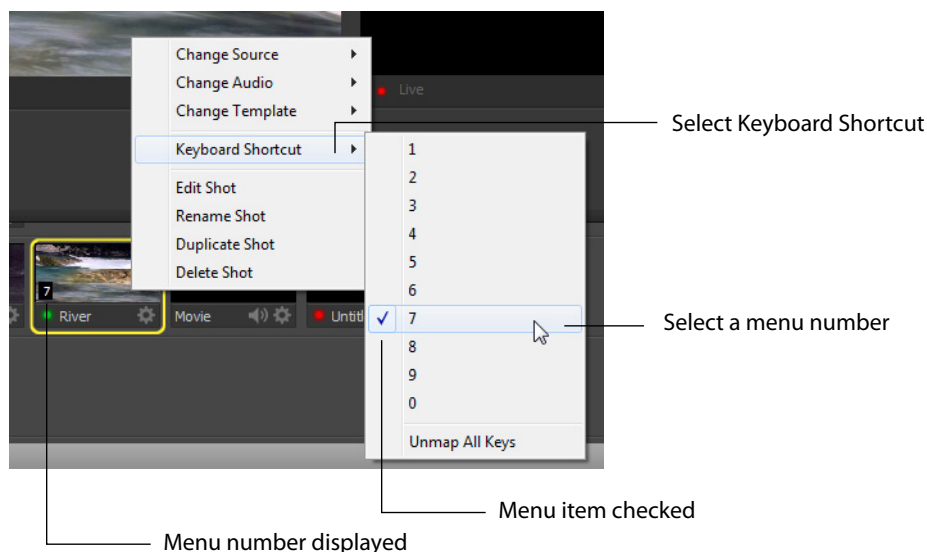 Change Source
Change Audio
Change Template
Live
Select Keyboard Shortcut
Keyboard Shortcut
1
2
3
4
5
6
7
8
9
0
Unmap All Keys
Edit Shot
Rename Shot
Duplicate Shot
Delete Shot
7
River
Movie
Select a menu number
Menu item checked
Menu number displayed